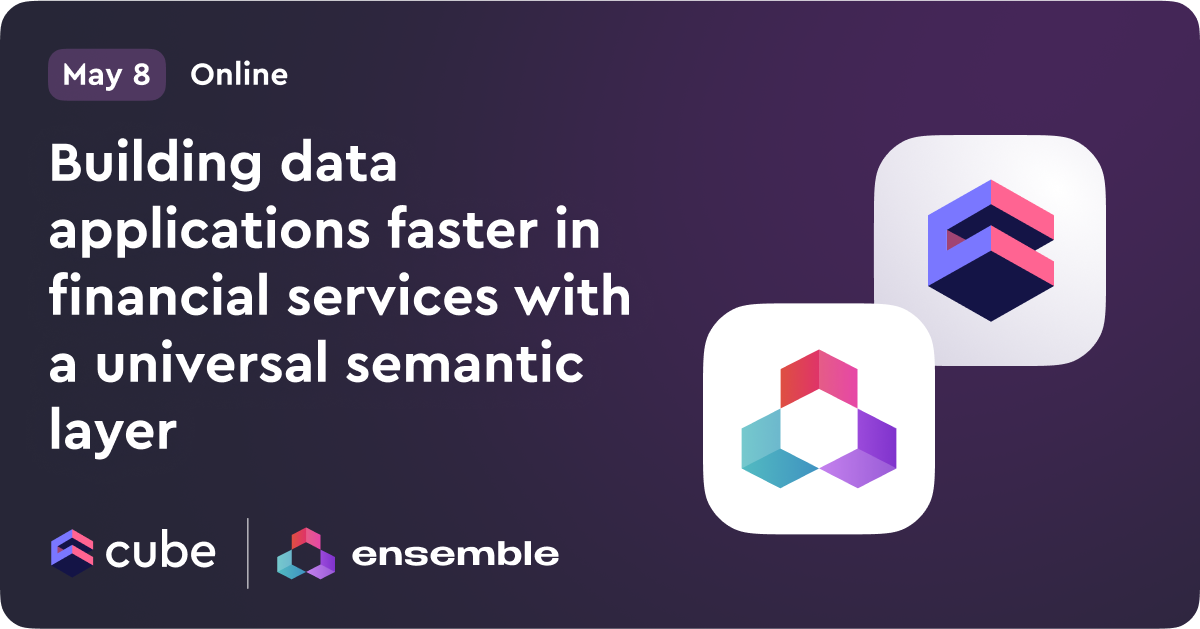 May 8 Online
Building data
applications faster in
financial services with
a universal semantic
layer
cube ensemble